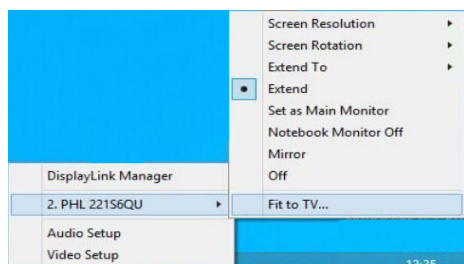 Screen Resolution
Screen Rotation
Extend To
Extend
Set as Main Monitor
Notebook Monitor Off
Mirror
Off
Fit to TV...
DisplayLink Manager
2. PHL 221S6QU
Audio Setup
Video Setup